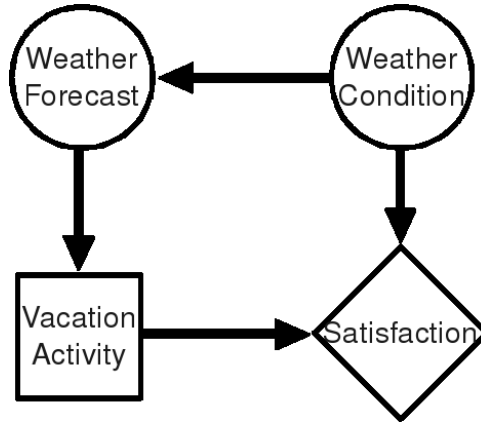 Weather
Forecast
Weather
Condition
Vacation
Activity
Satisfaction